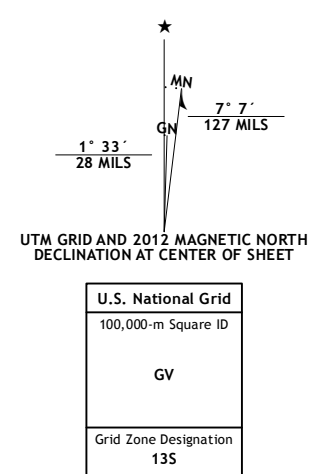 ★
MN
GN
7° 7´
127 MILS
1° 33´
28 MILS
UTM GRID AND 2012 MAGNETIC NORTH
DECLINATION AT CENTER OF SHEET
U.S. National Grid
100,000-m Square ID
GV
Grid Zone Designation
13S